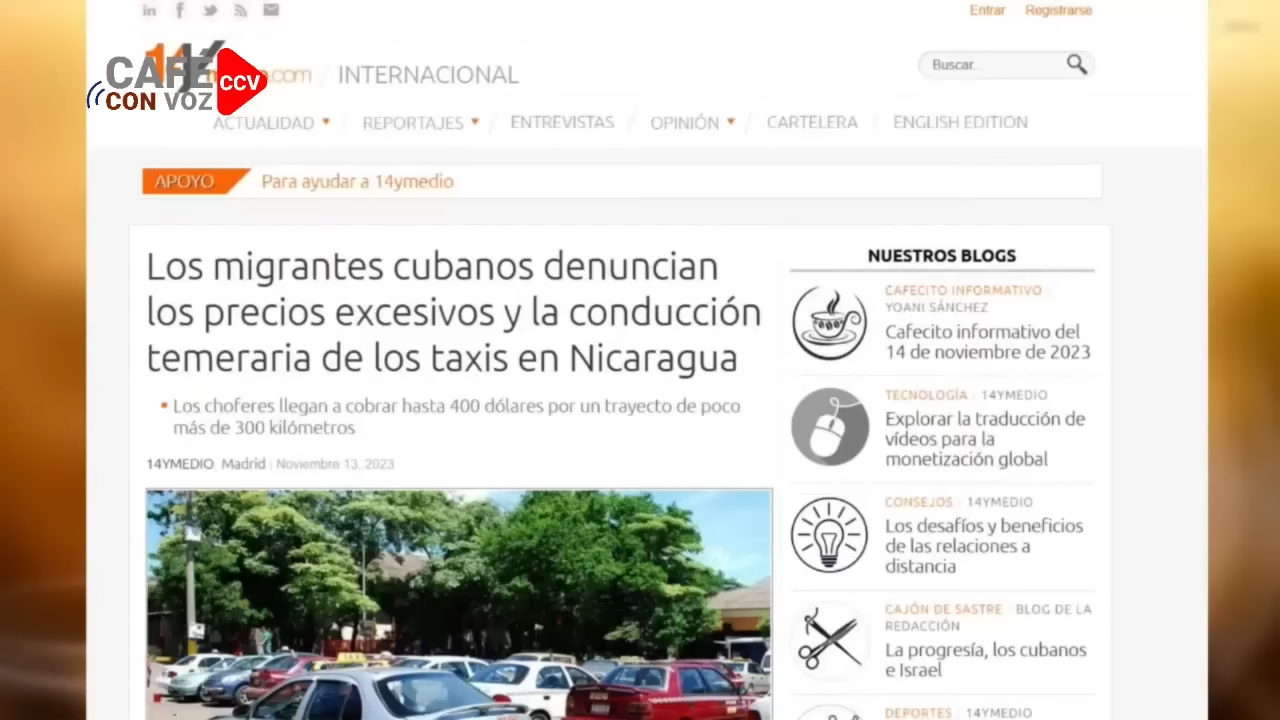 Entrar Registrarse
CAFÉ
CON VOZ
CCV
.com / INTERNACIONAL
Buscar...
ACTUALIDAD / REPORTAJES / ENTREVISTAS / OPINIÓN / CARTELERA / ENGLISH EDITION
APOYO Para ayudar a 14ymedio
Los migrantes cubanos denuncian
los precios excesivos y la conducción
temeraria de los taxis en Nicaragua
Los choferes llegan a cobrar hasta 400 dólares por un trayecto de poco
más de 300 kilómetros
14YMEDIO, Madrid | Noviembre 13, 2023
NUESTROS BLOGS
CAFECITO INFORMATIVO /
YOANI SÁNCHEZ
Cafecito informativo del
14 de noviembre de 2023
TECNOLOGÍA / 14YMEDIO
Explorar la traducción de
vídeos para la
monetización global
CONSEJOS / 14YMEDIO
Los desafíos y beneficios
de las relaciones a
distancia
CAJÓN DE SASTRE / BLOG DE LA
REDACCIÓN
La progresía, los cubanos
e Israel
DEPORTES / 14YMEDIO